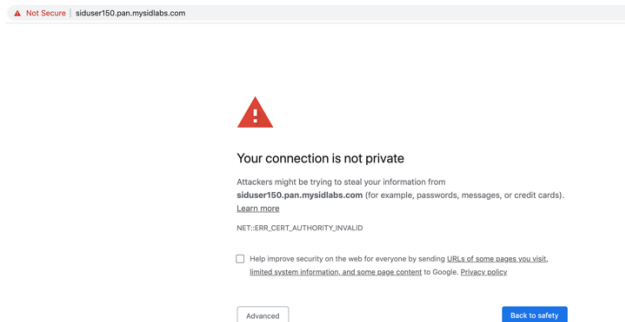 Not Secure | siduser150.pan.mysidlabs.com
Your connection is not private
Attackers might be trying to steal your information from
siduser150.pan.mysidlabs.com (for example, passwords, messages, or credit cards).
Learn more
NET::ERR_CERT_AUTHORITY_INVALID
Help improve security on the web for everyone by sending URLs of some pages you visit,
limited system information, and some page content to Google. Privacy policy
Advanced
Back to safety